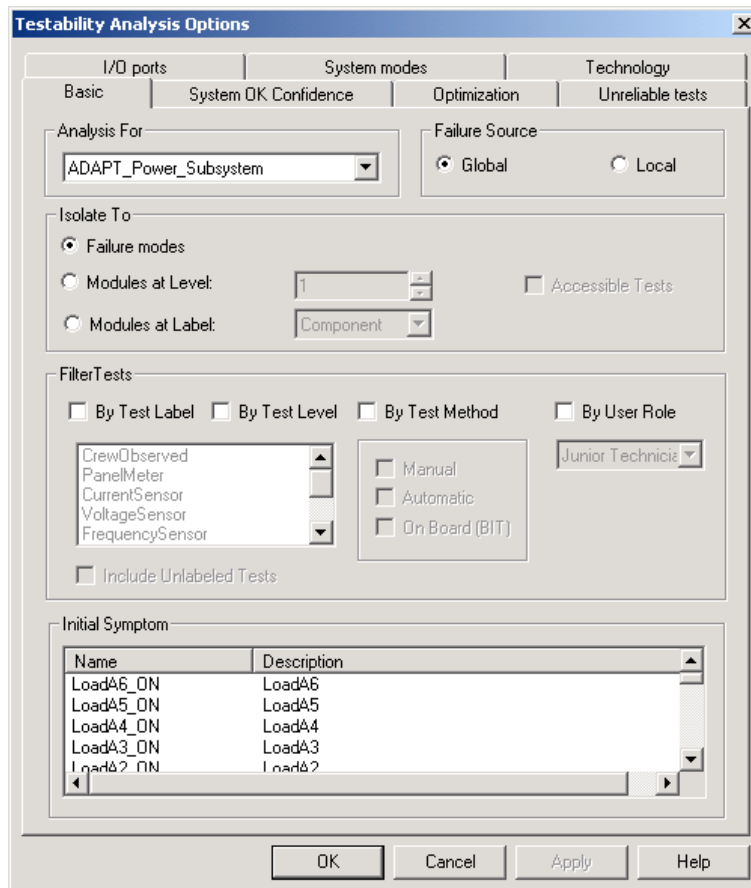 Testability Analysis Options
I/O ports System modes Technology
Basic System OK Confidence Optimization Unreliable tests
Analysis For Failure Source
ADAPT_Power_Subsystem Global Local
Isolate To
Failure modes
Modules at Level: 1 Accessible Tests
Modules at Label: Component
FilterTests
By Test Label By Test Level By Test Method By User Role
CrewObserved Junior Technicia
PanelMeter Manual
CurrentSensor Automatic
VoltageSensor
FrequencySensor On Board (BIT)
Include Unlabeled Tests
Initial Symptom
Name Description
LoadA6_ON LoadA6
LoadA5_ON LoadA5
LoadA4_ON LoadA4
LoadA3_ON LoadA3
LoadA2_ON LoadA2
OK Cancel Apply Help